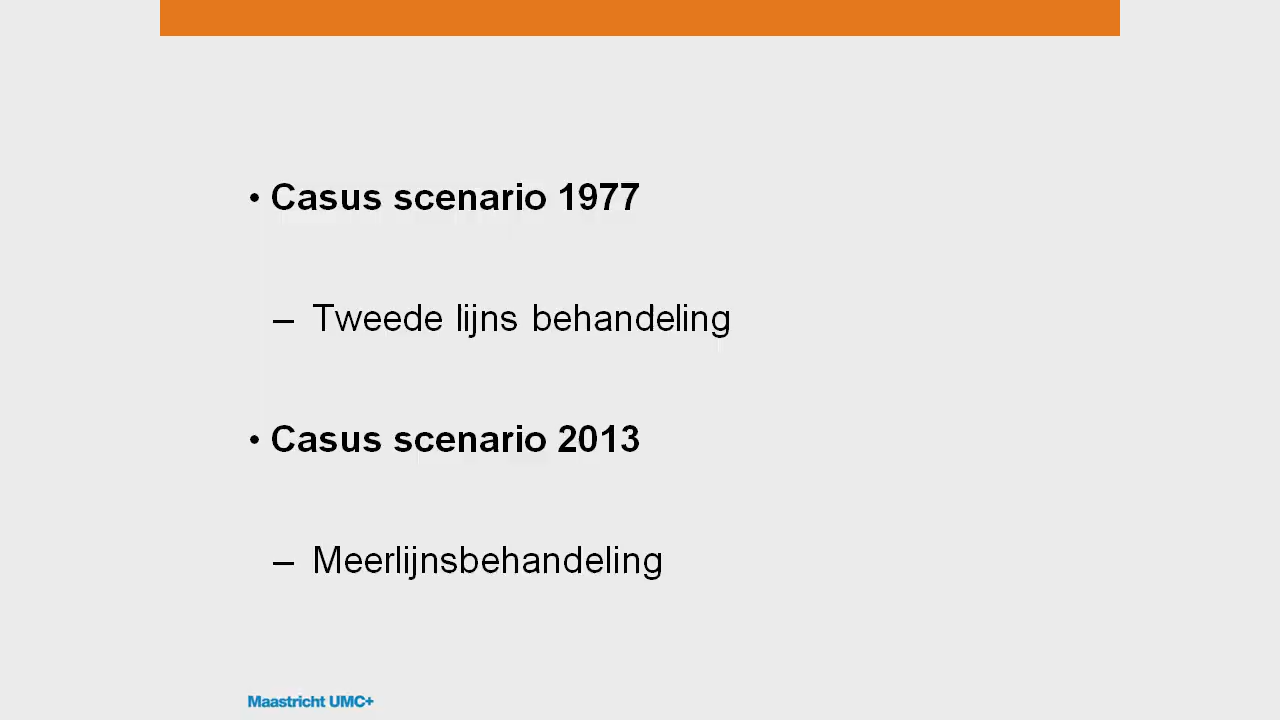 • Casus scenario 1977
– Tweede lijns behandeling
• Casus scenario 2013
– Meerlijnsbehandeling
Maastricht UMC+